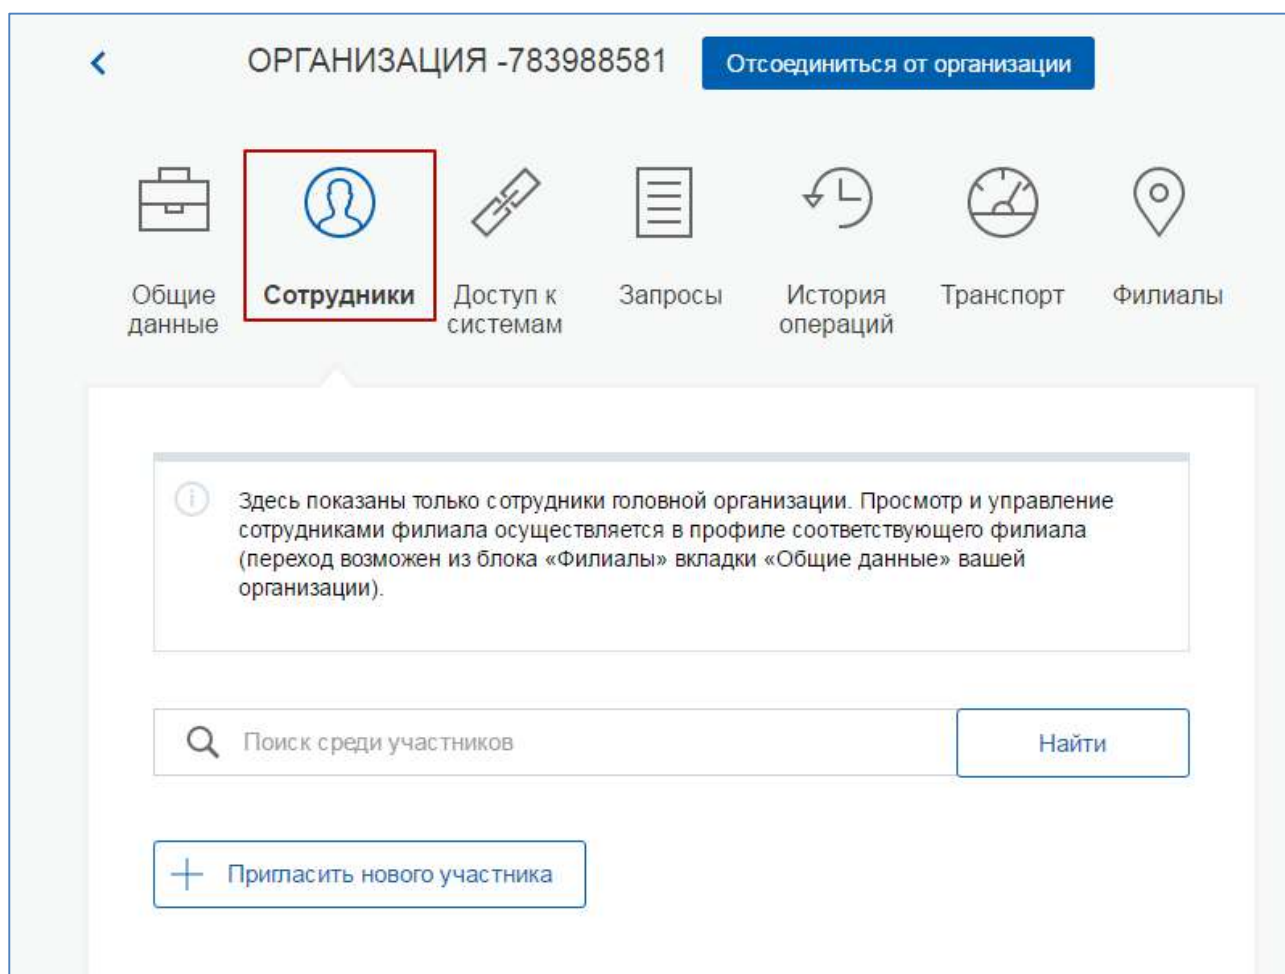 ОРГАНИЗАЦИЯ -783988581
Отсоединиться от организации
Общие
данные
Сотрудники
Доступ к
системам
Запросы
История
операций
Транспорт
Филиалы
Здесь показаны только сотрудники головной организации. Просмотр и управление
сотрудниками филиала осуществляется в профиле соответствующего филиала
(переход возможен из блока «Филиалы» вкладки «Общие данные» вашей
организации).
Поиск среди участников
Найти
Пригласить нового участника